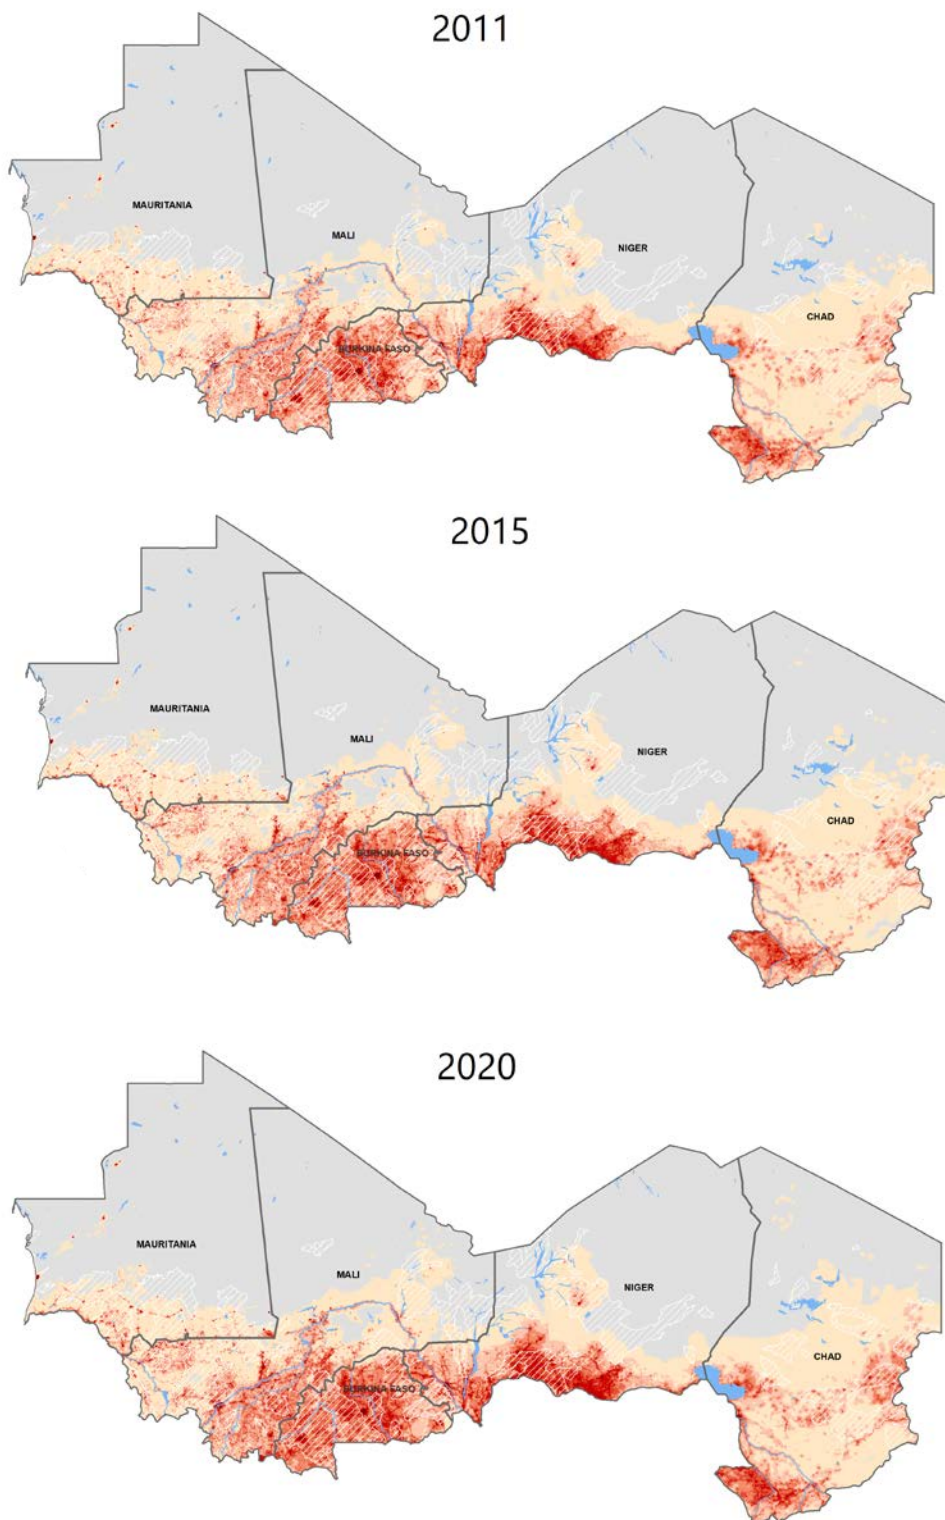 2011
MAURITANIA
MALI
NIGER
CHAD
BURKINA FASO
2015
MAURITANIA
MALI
NIGER
CHAD
BURKINA FASO
2020
MAURITANIA
MALI
NIGER
CHAD
BURKINA FASO